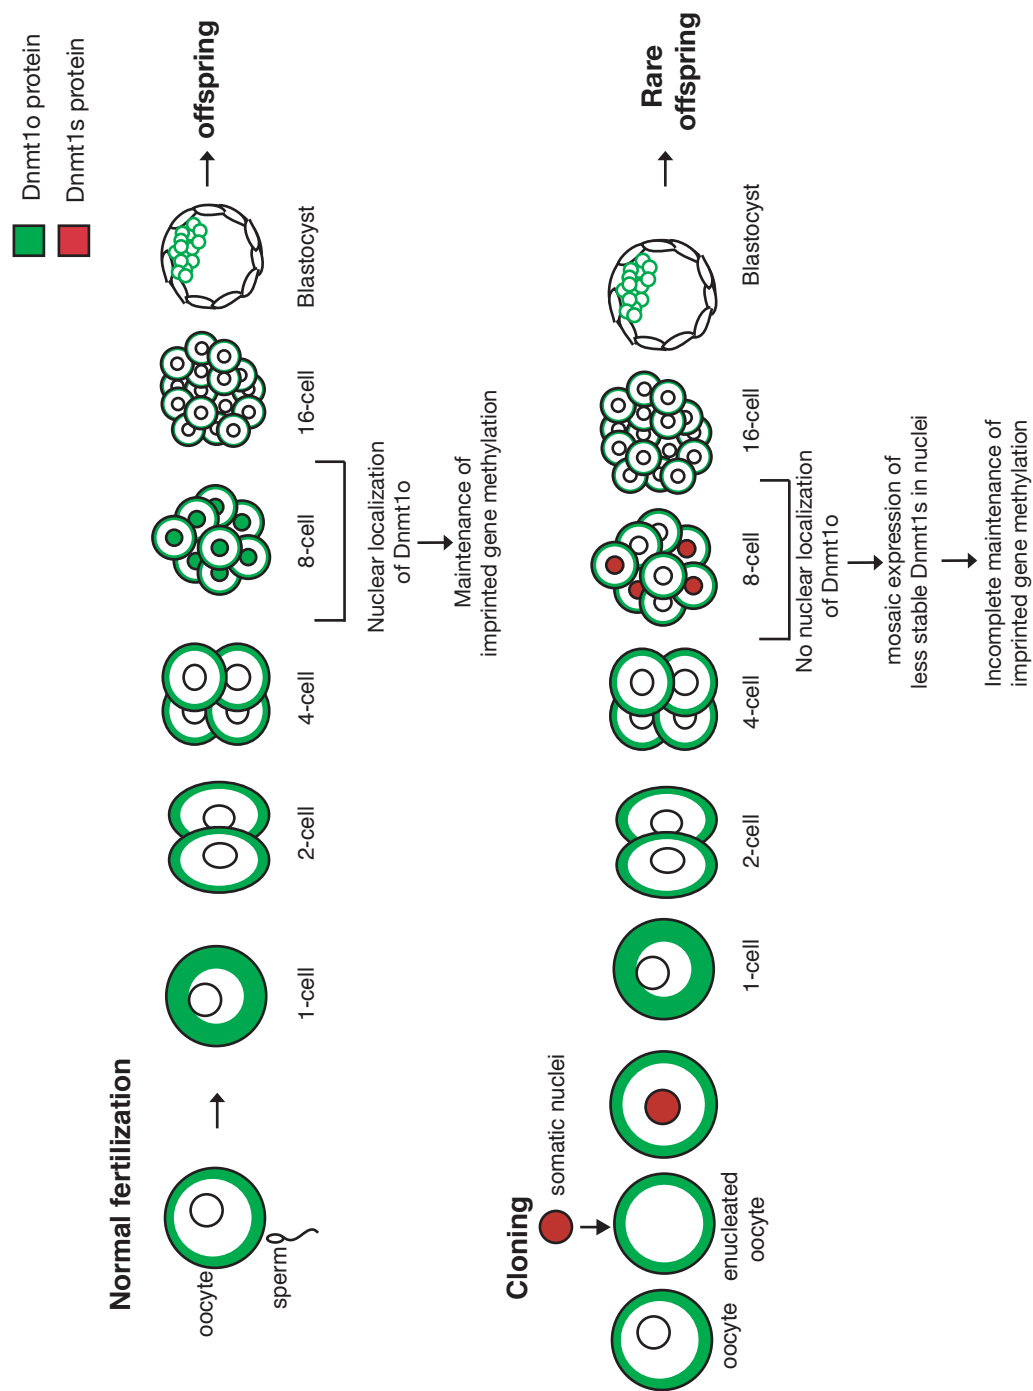 Dnmt1o protein
Dnmt1s protein
Normal fertilization
oocyte
sperm
1-cell
2-cell
4-cell
8-cell
16-cell
Blastocyst
offspring
Nuclear localization
of Dnmt1o
Maintenance of
imprinted gene methylation
Cloning
somatic nuclei
oocyte
enucleated
oocyte
1-cell
2-cell
4-cell
8-cell
16-cell
Blastocyst
Rare
offspring
No nuclear localization
of Dnmt1o
mosaic expression of
less stable Dnmt1s in nuclei
Incomplete maintenance of
imprinted gene methylation